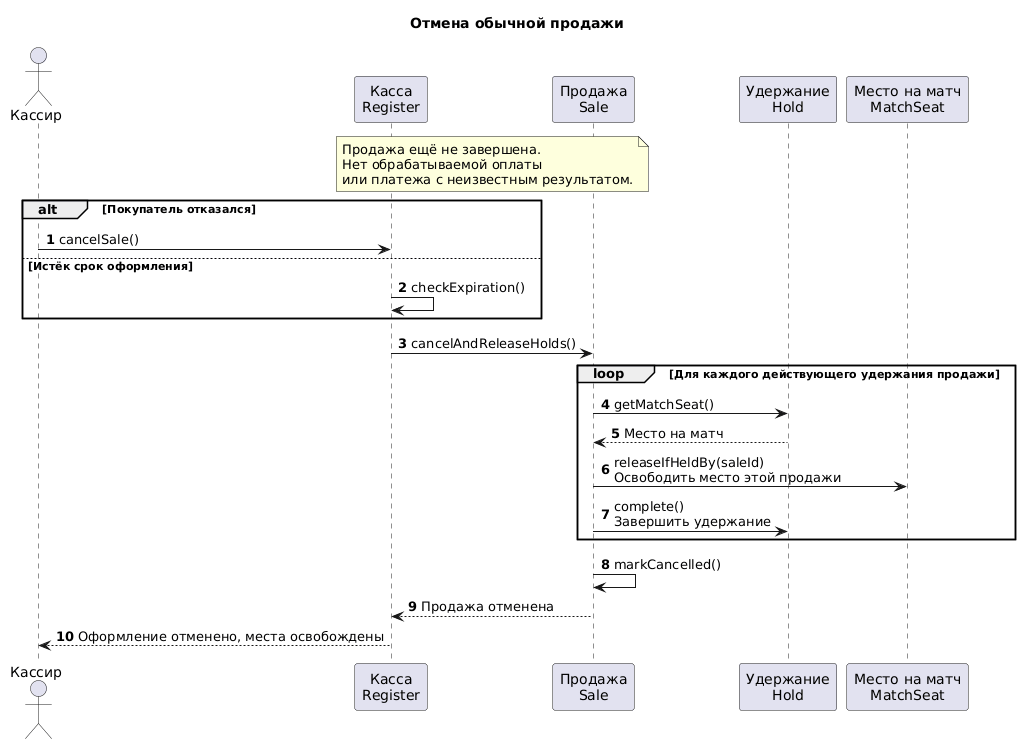 Отмена обычной продажи
Кассир
Касса
Register
Продажа
Sale
Удержание
Hold
Место на матч
MatchSeat
Продажа ещё не завершена.
Нет обрабатываемой оплаты
или платежа с неизвестным результатом.
alt [Покупатель отказался]
1 cancelSale()
[Истёк срок оформления]
2 checkExpiration()
3 cancelAndReleaseHolds()
loop [Для каждого действующего удержания продажи]
4 getMatchSeat()
5 Место на матч
6 releaseIfHeldBy(saleId)
Освободить место этой продажи
7 complete()
Завершить удержание
8 markCancelled()
9 Продажа отменена
10 Оформление отменено, места освобождены
Кассир
Касса
Register
Продажа
Sale
Удержание
Hold
Место на матч
MatchSeat